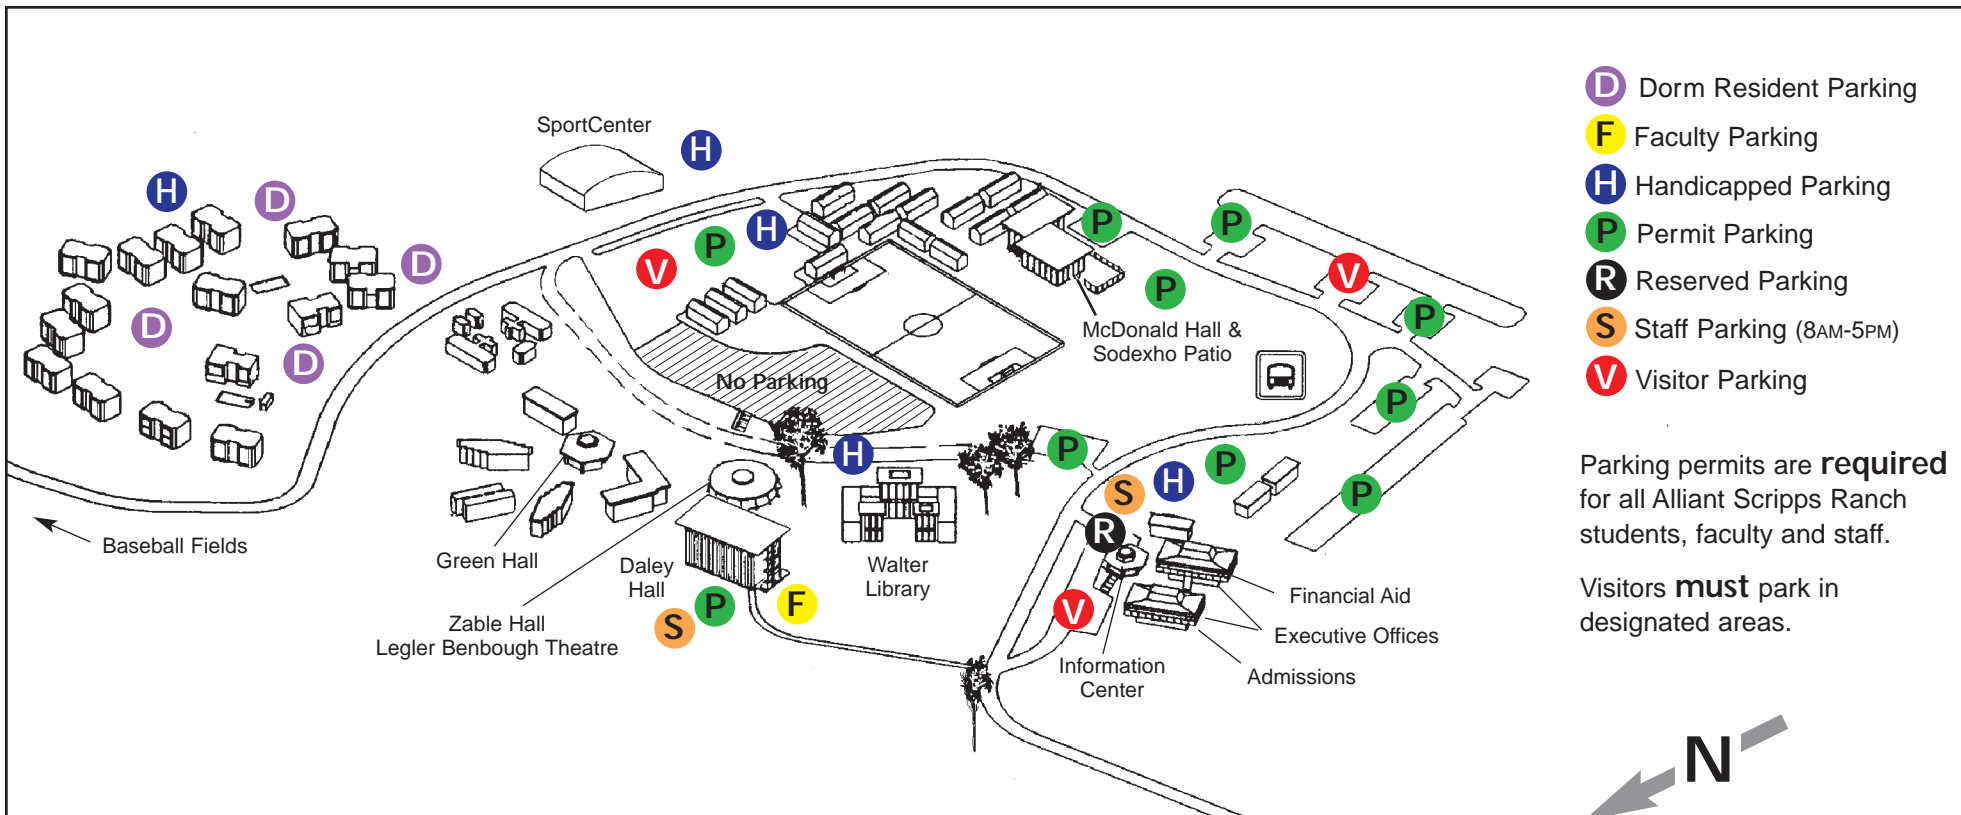 D Dorm Resident Parking
F Faculty Parking
H Handicapped Parking
P Permit Parking
R Reserved Parking
S Staff Parking (8AM-5PM)
V Visitor Parking
Parking permits are required
for all Alliant Scripps Ranch
students, faculty and staff.
Visitors must park in
designated areas.
N
SportCenter
H
H
D
D
D
D
H
P
V
P
P
V
P
P
McDonald Hall &
Sodexho Patio
No Parking
P
P
H
P
P
S
H
R
Baseball Fields
Green Hall
Zable Hall
Legler Benbough Theatre
Daley
Hall
S
P
F
Walter
Library
V
Information
Center
Financial Aid
Executive Offices
Admissions